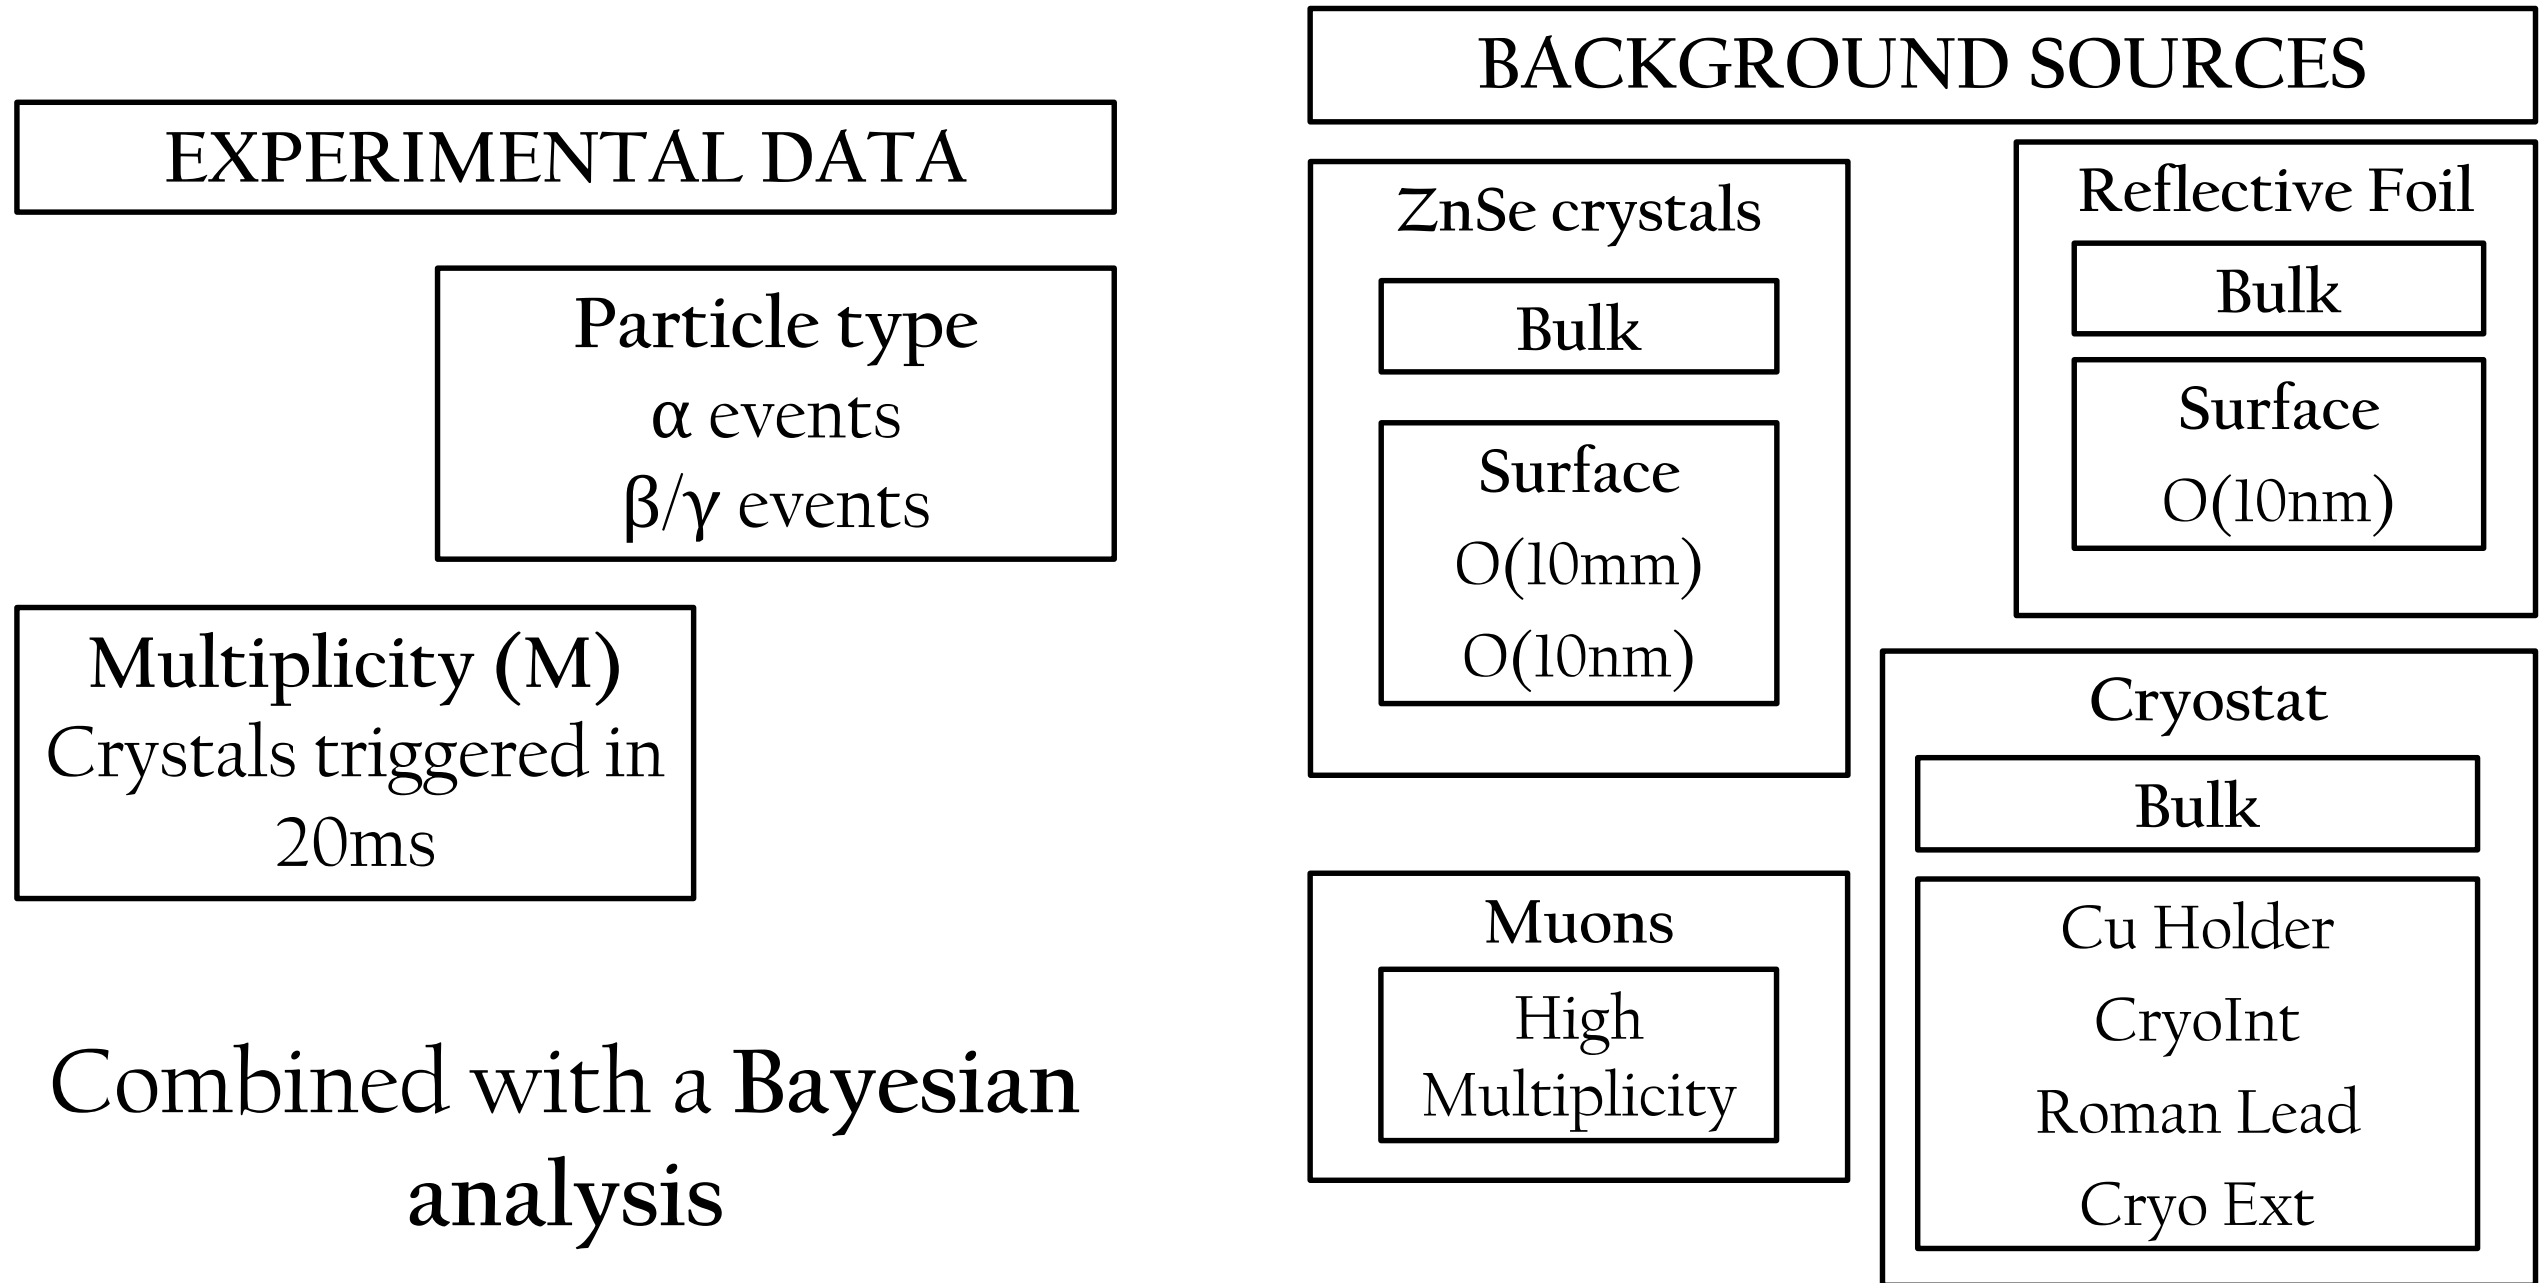 EXPERIMENTAL DATA
Particle type
α events
β/γ events
Multiplicity (M)
Crystals triggered in
20ms
Combined with a Bayesian
analysis
BACKGROUND SOURCES
ZnSe crystals
Bulk
Surface
O(10mm)
O(10nm)
Reflective Foil
Bulk
Surface
O(10nm)
Muons
High
Multiplicity
Cryostat
Bulk
Cu Holder
CryoInt
Roman Lead
Cryo Ext